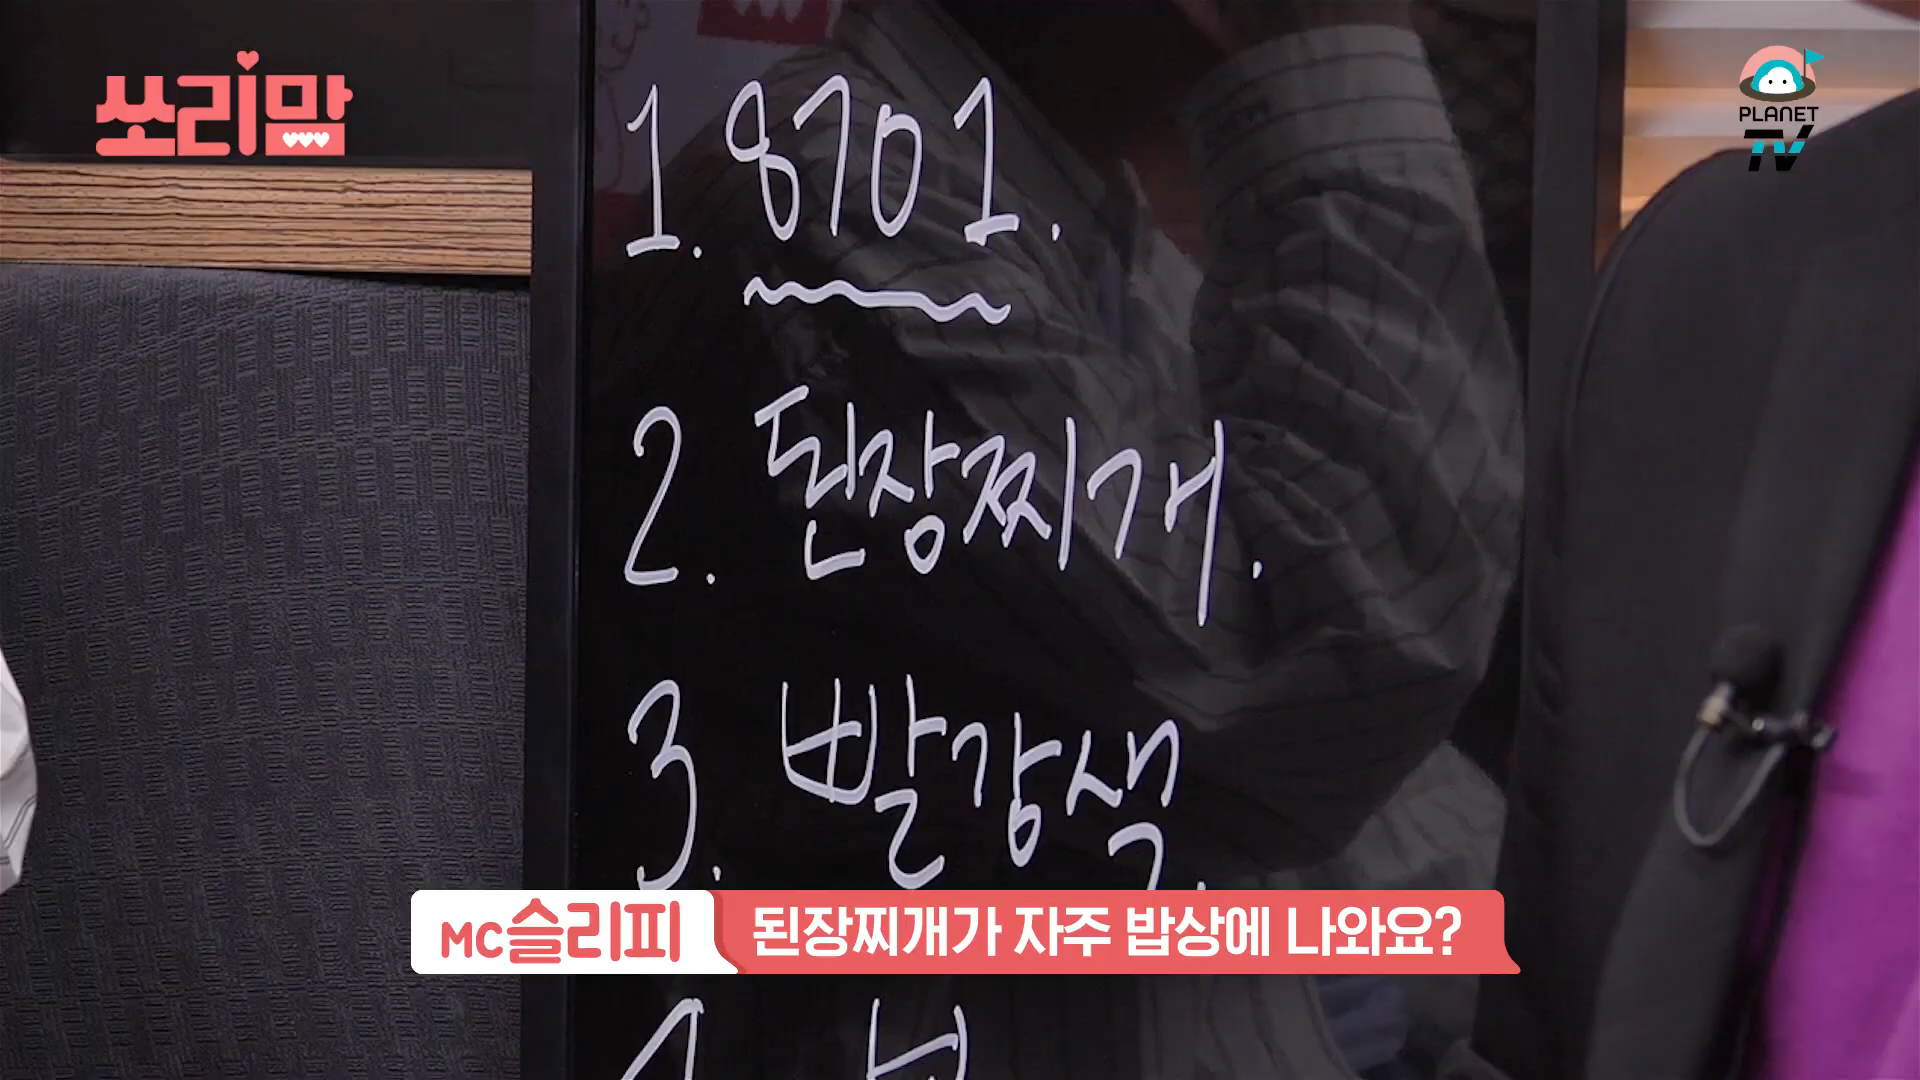 쏘리맘
PLANET
TV
1. 8701.
2. 된장찌개.
3. 빨강색.
MC슬리피 된장찌개가 자주 밥상에 나와요?